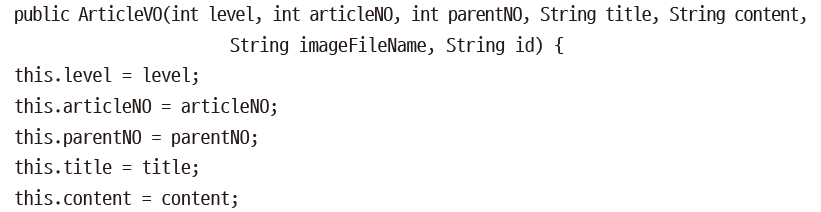 public ArticleVO(int level, int articleNO, int parentNO, String title, String content,
String imageFileName, String id) {
this.level = level;
this.articleNO = articleNO;
this.parentNO = parentNO;
this.title = title;
this.content = content;